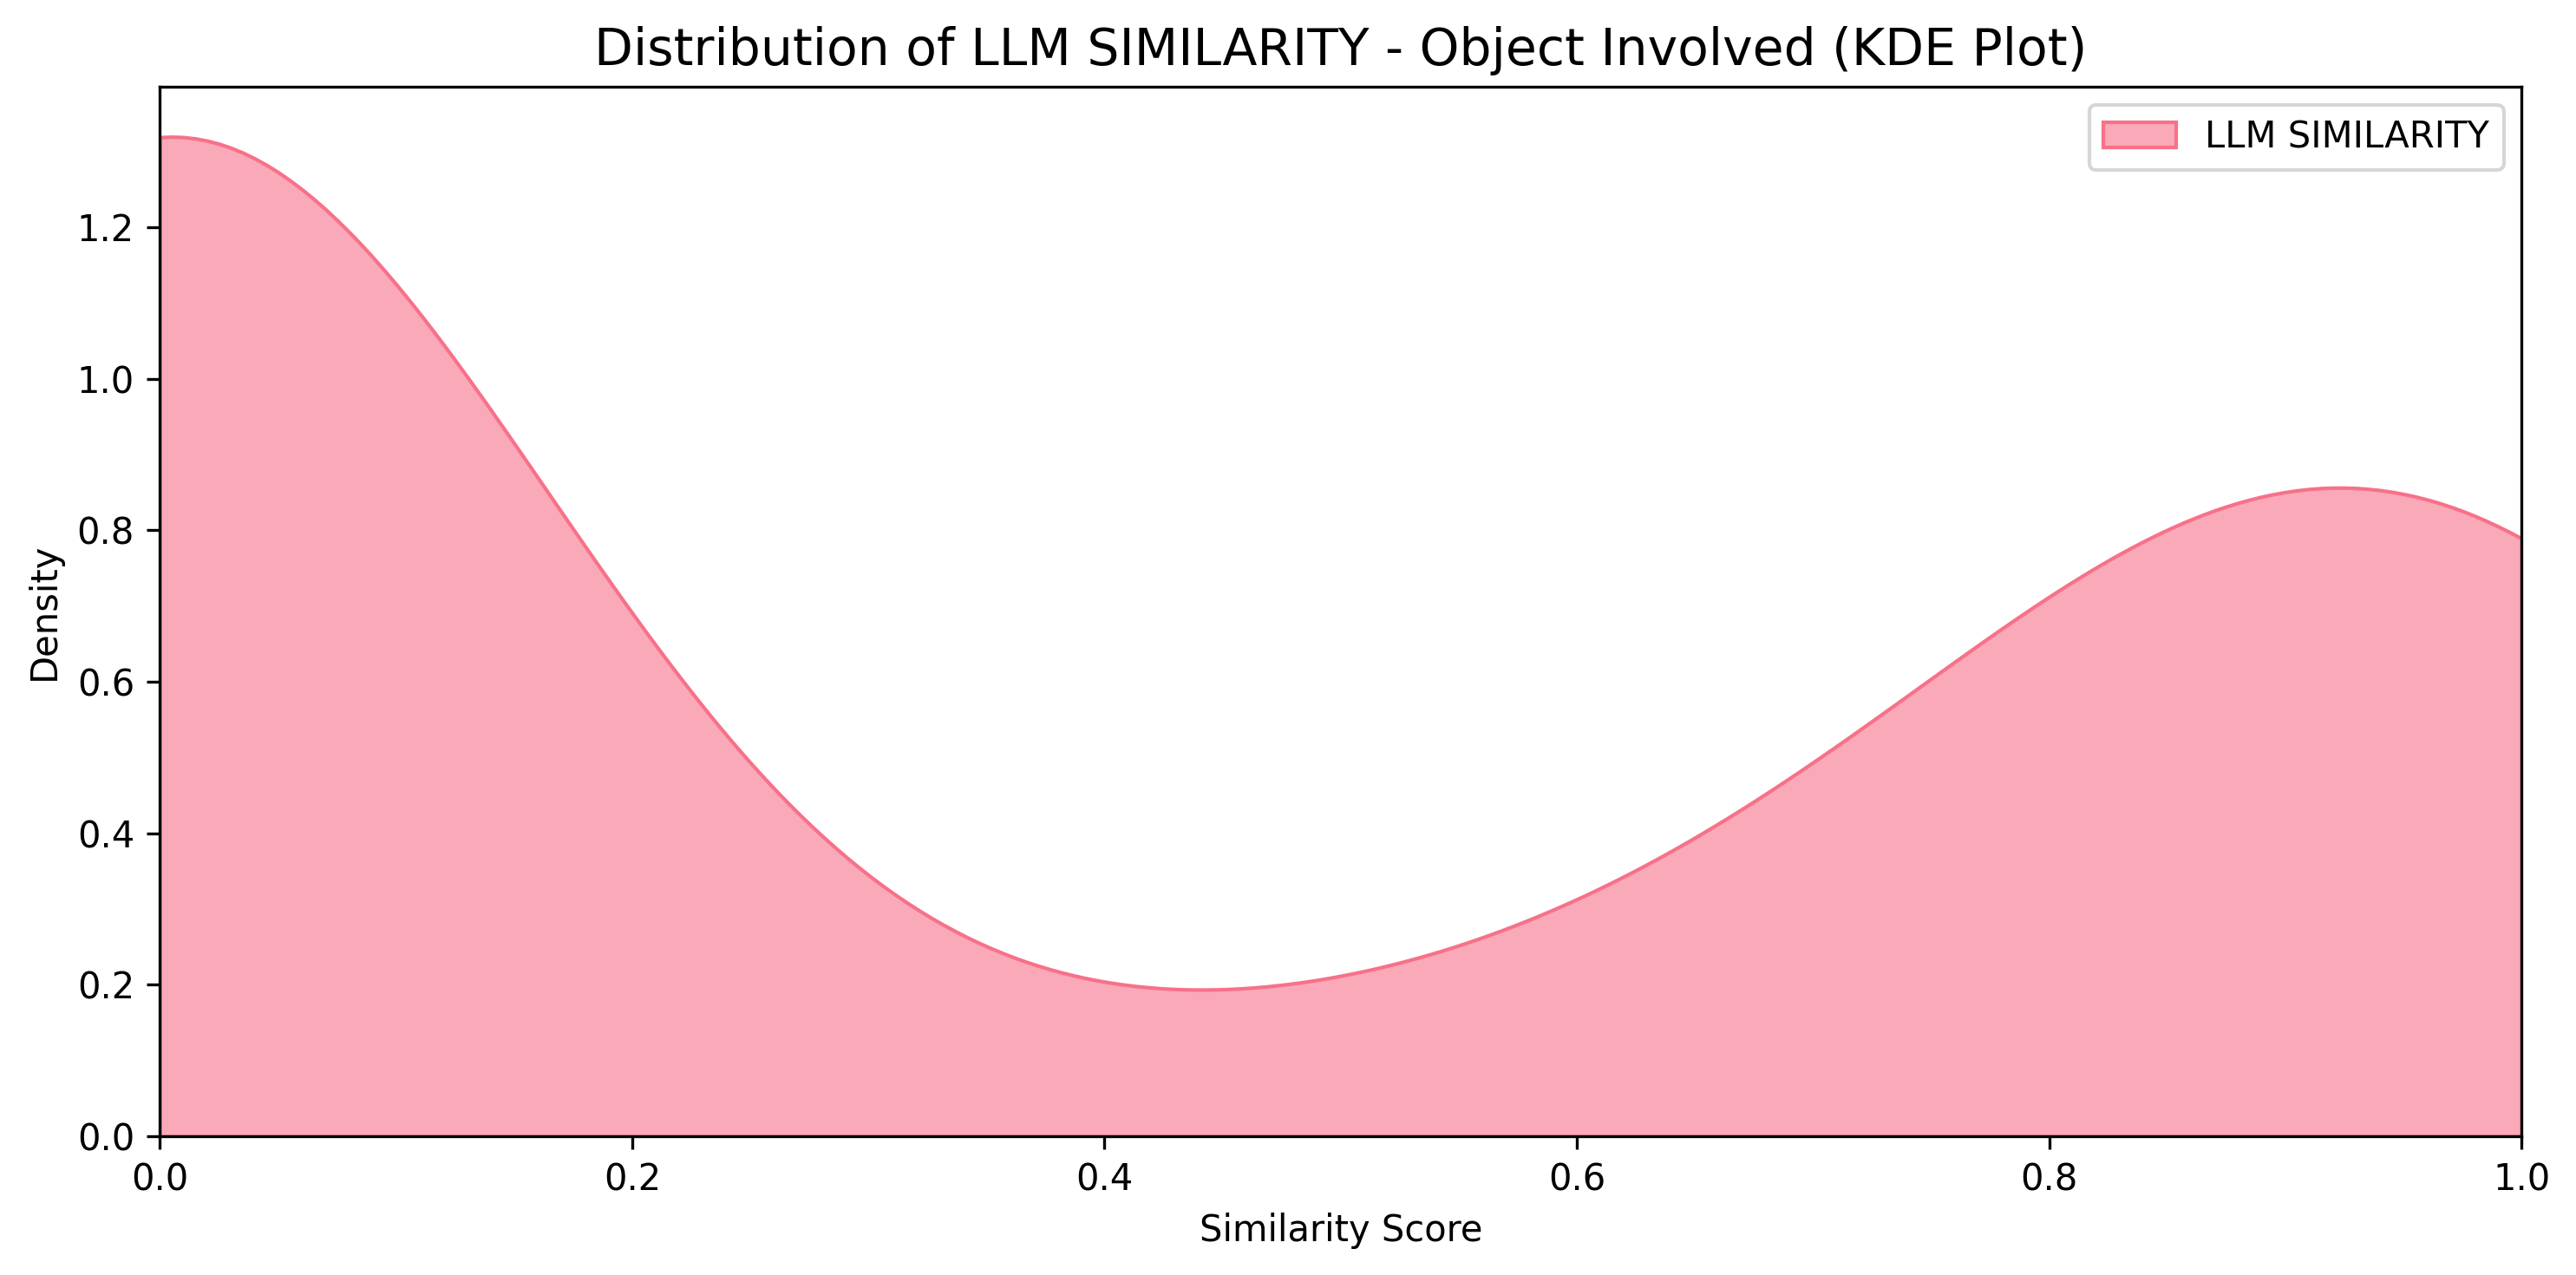 Distribution of LLM SIMILARITY - Object Involved (KDE Plot)
LLM SIMILARITY
Density
1.2
1.0
0.8
0.6
0.4
0.2
0.0
0.0 0.2 0.4 0.6 0.8 1.0
Similarity Score